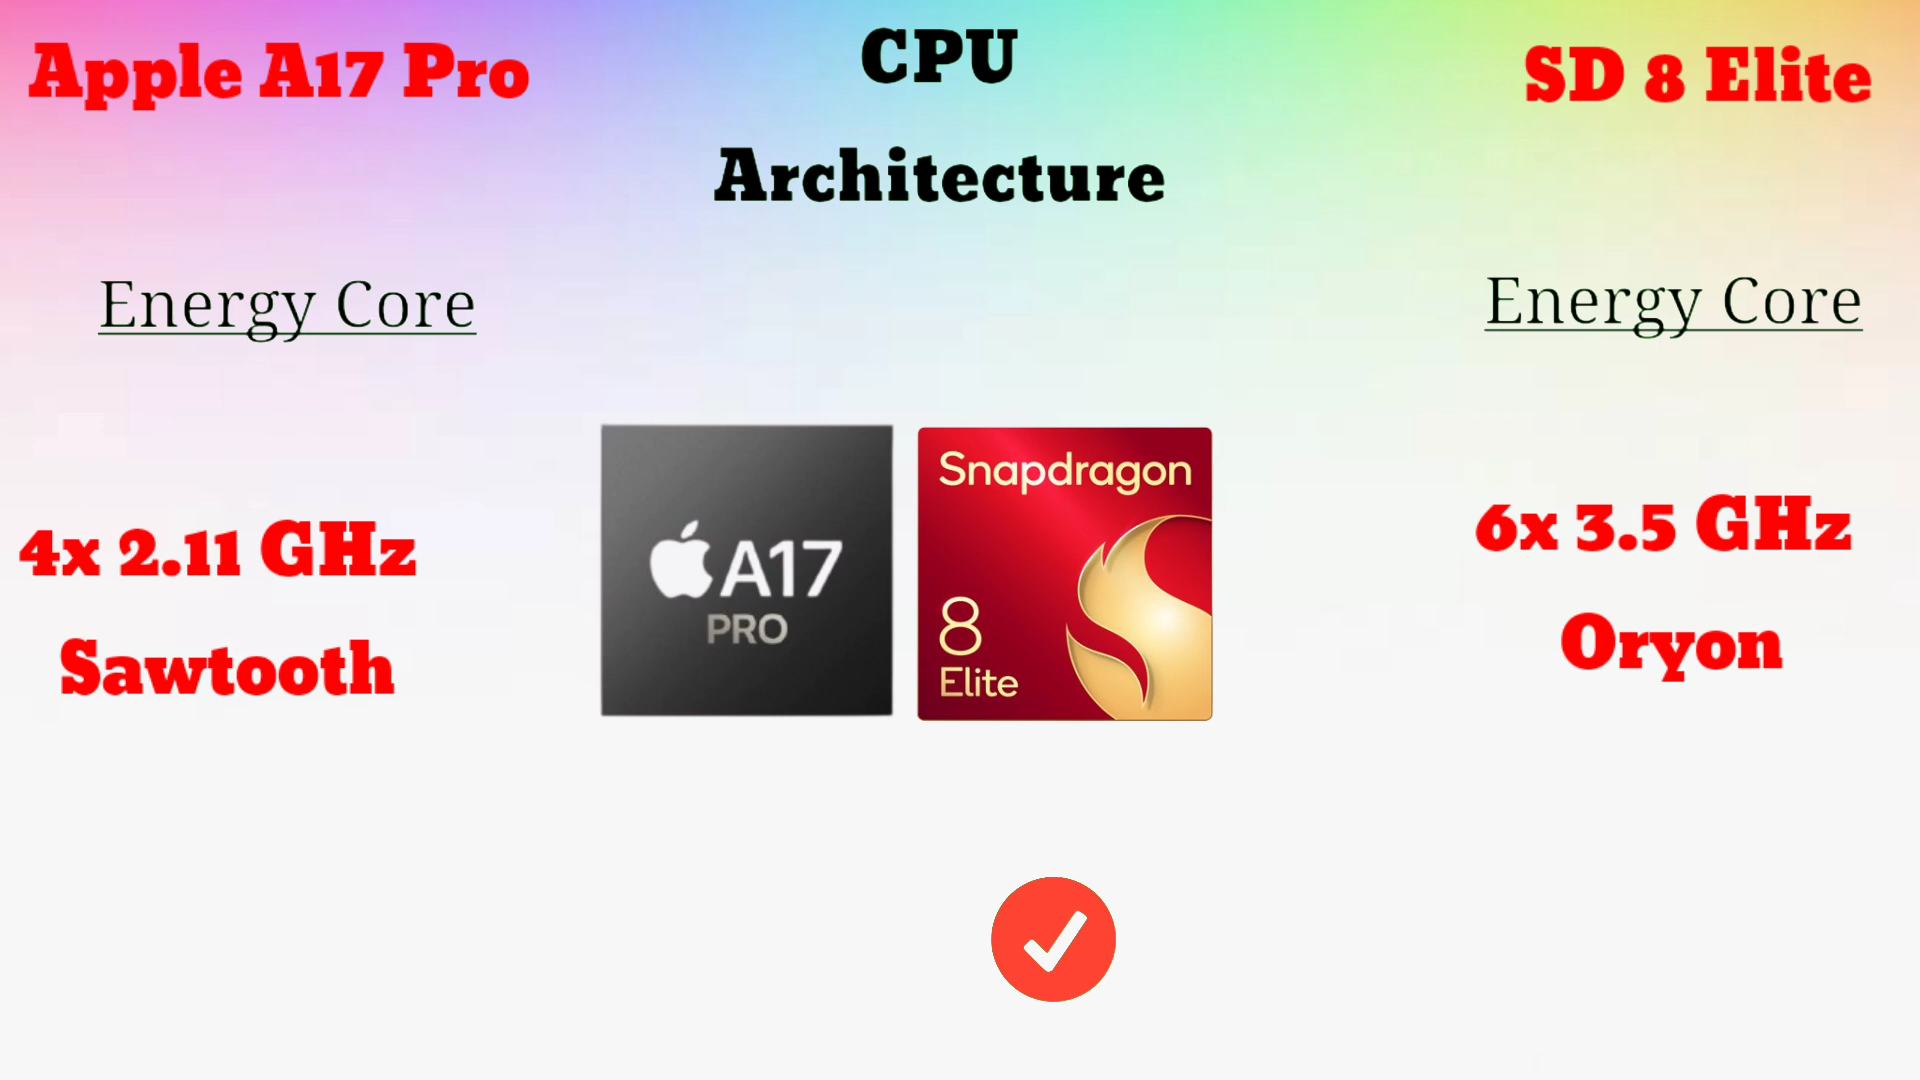 Apple A17 Pro
CPU
Architecture
SD 8 Elite
Energy Core
Energy Core
4x 2.11 GHz
Sawtooth
A17
PRO
Snapdragon
8
Elite
6x 3.5 GHz
Oryon